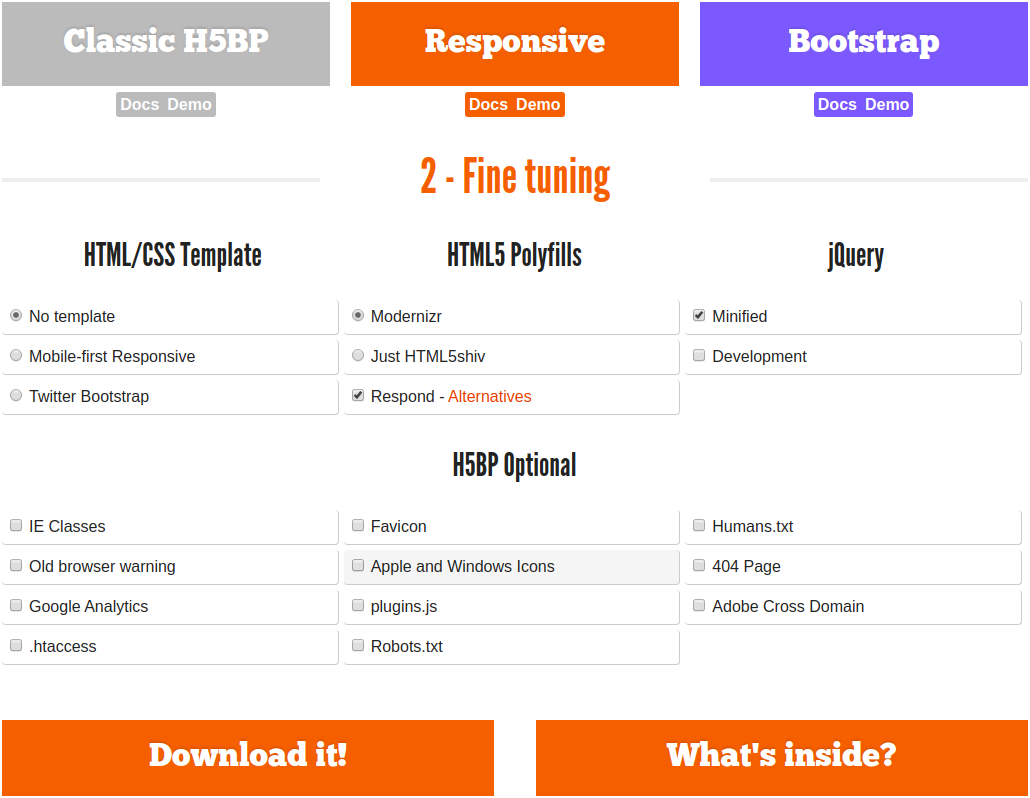 Classic H5BP Responsive Bootstrap
Docs Demo Docs Demo Docs Demo
2 - Fine tuning
HTML/CSS Template HTML5 Polyfills jQuery
No template Modernizr Minified
Mobile-first Responsive Just HTML5shiv Development
Twitter Bootstrap Respond - Alternatives
H5BP Optional
IE Classes Favicon Humans.txt
Old browser warning Apple and Windows Icons 404 Page
Google Analytics plugins.js Adobe Cross Domain
.htaccess Robots.txt
Download it! What's inside?